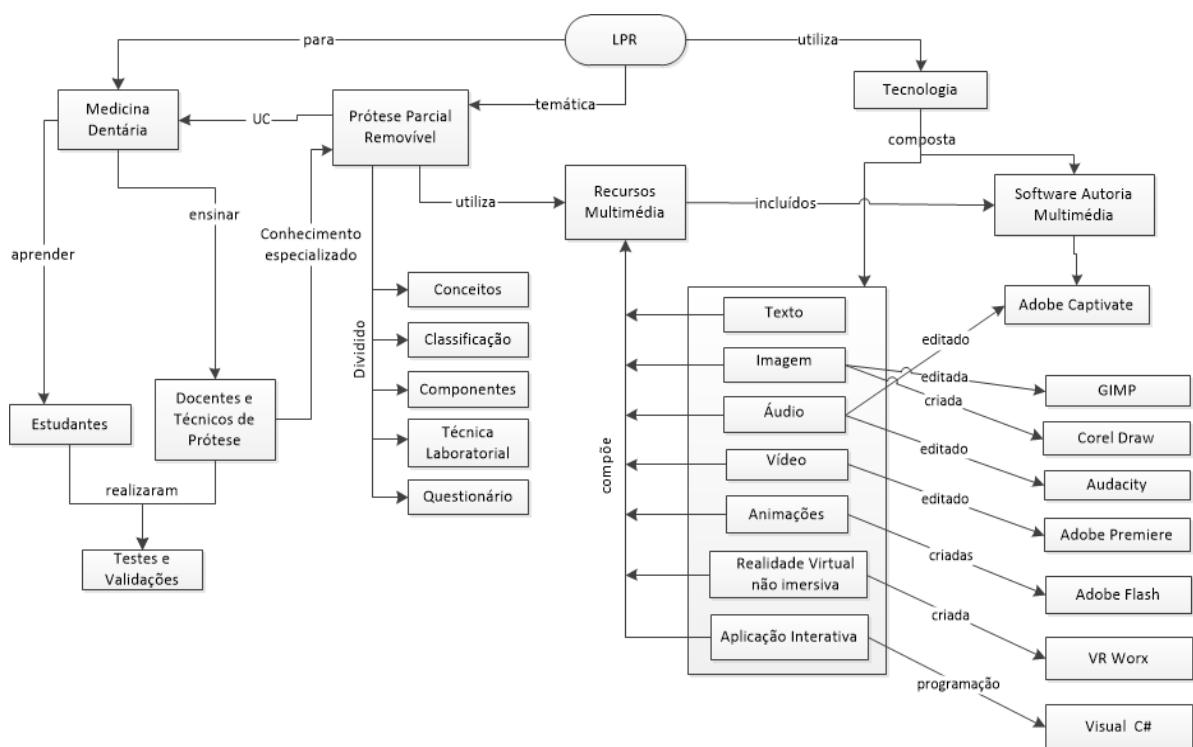 LPR
para
utiliza
Tecnologia
temática
Medicina
Dentária
UC
Prótese Parcial
Removível
composta
Recursos
Multimédia
utiliza
incluídos
Software Autoria
Multimédia
ensinar
Conhecimento
especializado
aprender
Conceitos
Classificação
Componentes
Técnica
Laboratorial
Questionário
Dividido
Estudantes
Docentes e
Técnicos de
Prótese
realizaram
Testes e
Validações
compõe
Texto
Imagem
Áudio
Vídeo
Animações
Realidade Virtual
não imersiva
Aplicação Interativa
Adobe Captivate
editado
editada
GIMP
criada
Corel Draw
editado
Audacity
editado
Adobe Premiere
criadas
Adobe Flash
criada
VR Worx
programação
Visual C#